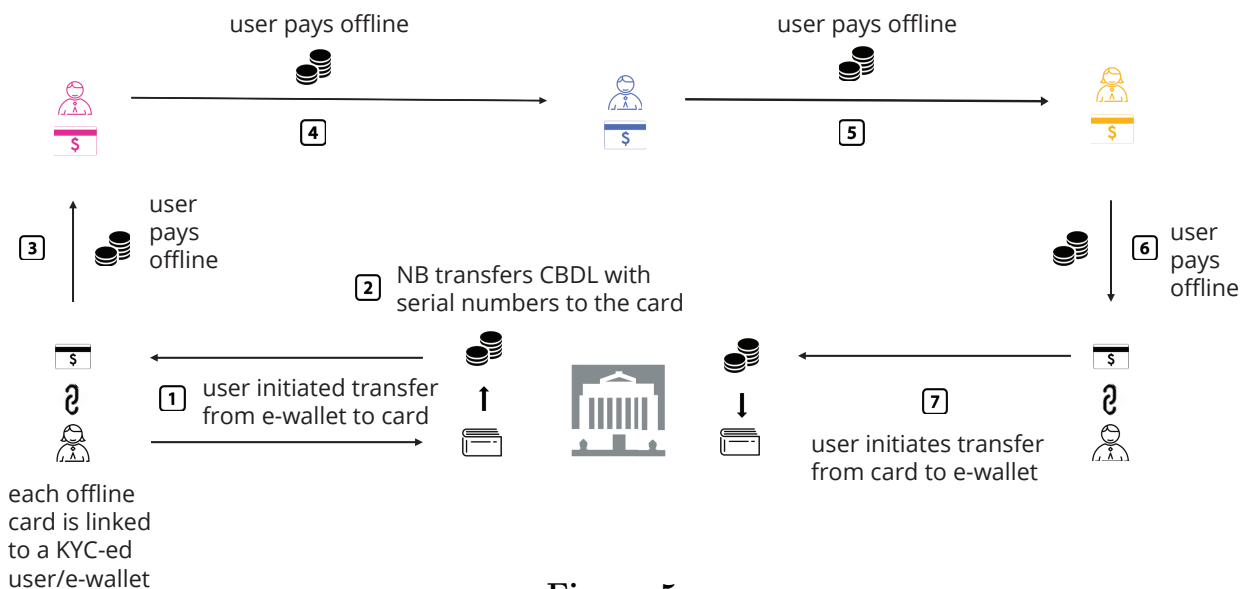 user pays offline
user pays offline
4
5
$
$
$
3
user
pays
offline
6
user
pays
offline
2
NB transfers CBDL with
serial numbers to the card
$
$
1
user initiated transfer
from e-wallet to card
7
user initiates transfer
from card to e-wallet
each offline
card is linked
to a KYC-ed
user/e-wallet